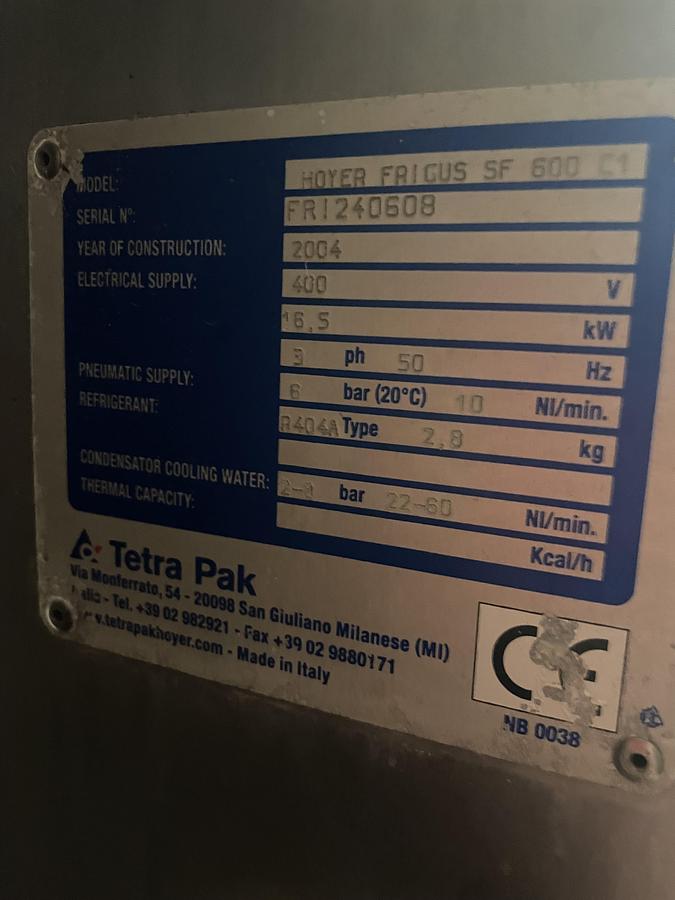 MODEL: HOYER FRIGUS SF 600 C1
SERIAL N°: FRI240608
YEAR OF CONSTRUCTION: 2004
ELECTRICAL SUPPLY: 400 V
16,5 kW
3 ph 50 Hz
PNEUMATIC SUPPLY: 6 bar (20°C) 10 Nl/min.
REFRIGERANT: R404A Type 2,8 kg
CONDENSATOR COOLING WATER: bar 22-60 Nl/min.
THERMAL CAPACITY: Kcal/h
Tetra Pak
Via Monferrato, 54 - 20098 San Giuliano Milanese (MI)
- Tel. +39 02 982921 - Fax +39 02 9880171
.tetrapakhoyer.com - Made in Italy
CE
NB 0038